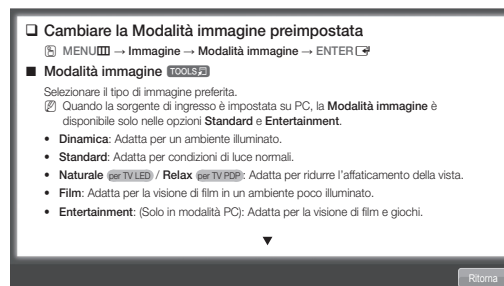 ❑ Cambiare la Modalità immagine preimpostata
MENU → Immagine → Modalità immagine → ENTER
■ Modalità immagine TOOLS
Selezionare il tipo di immagine preferita.
Quando la sorgente di ingresso è impostata su PC, la Modalità immagine è
disponibile solo nelle opzioni Standard e Entertainment.
• Dinamica: Adatta per un ambiente illuminato.
• Standard: Adatta per condizioni di luce normali.
• Naturale per TV LED / Relax per TV PDP: Adatta per ridurre l'affaticamento della vista.
• Film: Adatta per la visione di film in un ambiente poco illuminato.
• Entertainment: (Solo in modalità PC): Adatta per la visione di film e giochi.
▼
Ritorna